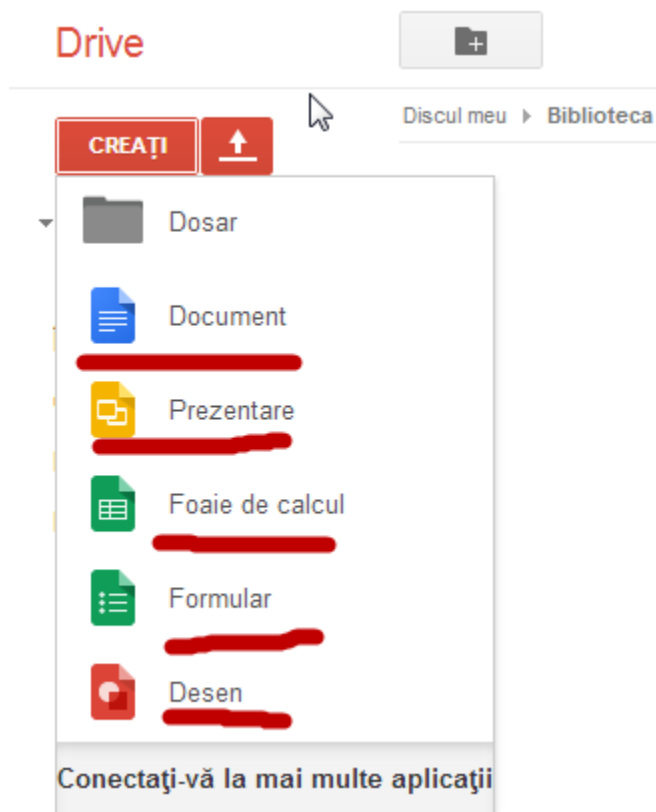 Drive
Discul meu Biblioteca
CREAȚI
Dosar
Document
Prezentare
Foaie de calcul
Formular
Desen
Conectaţi-vă la mai multe aplicaţii